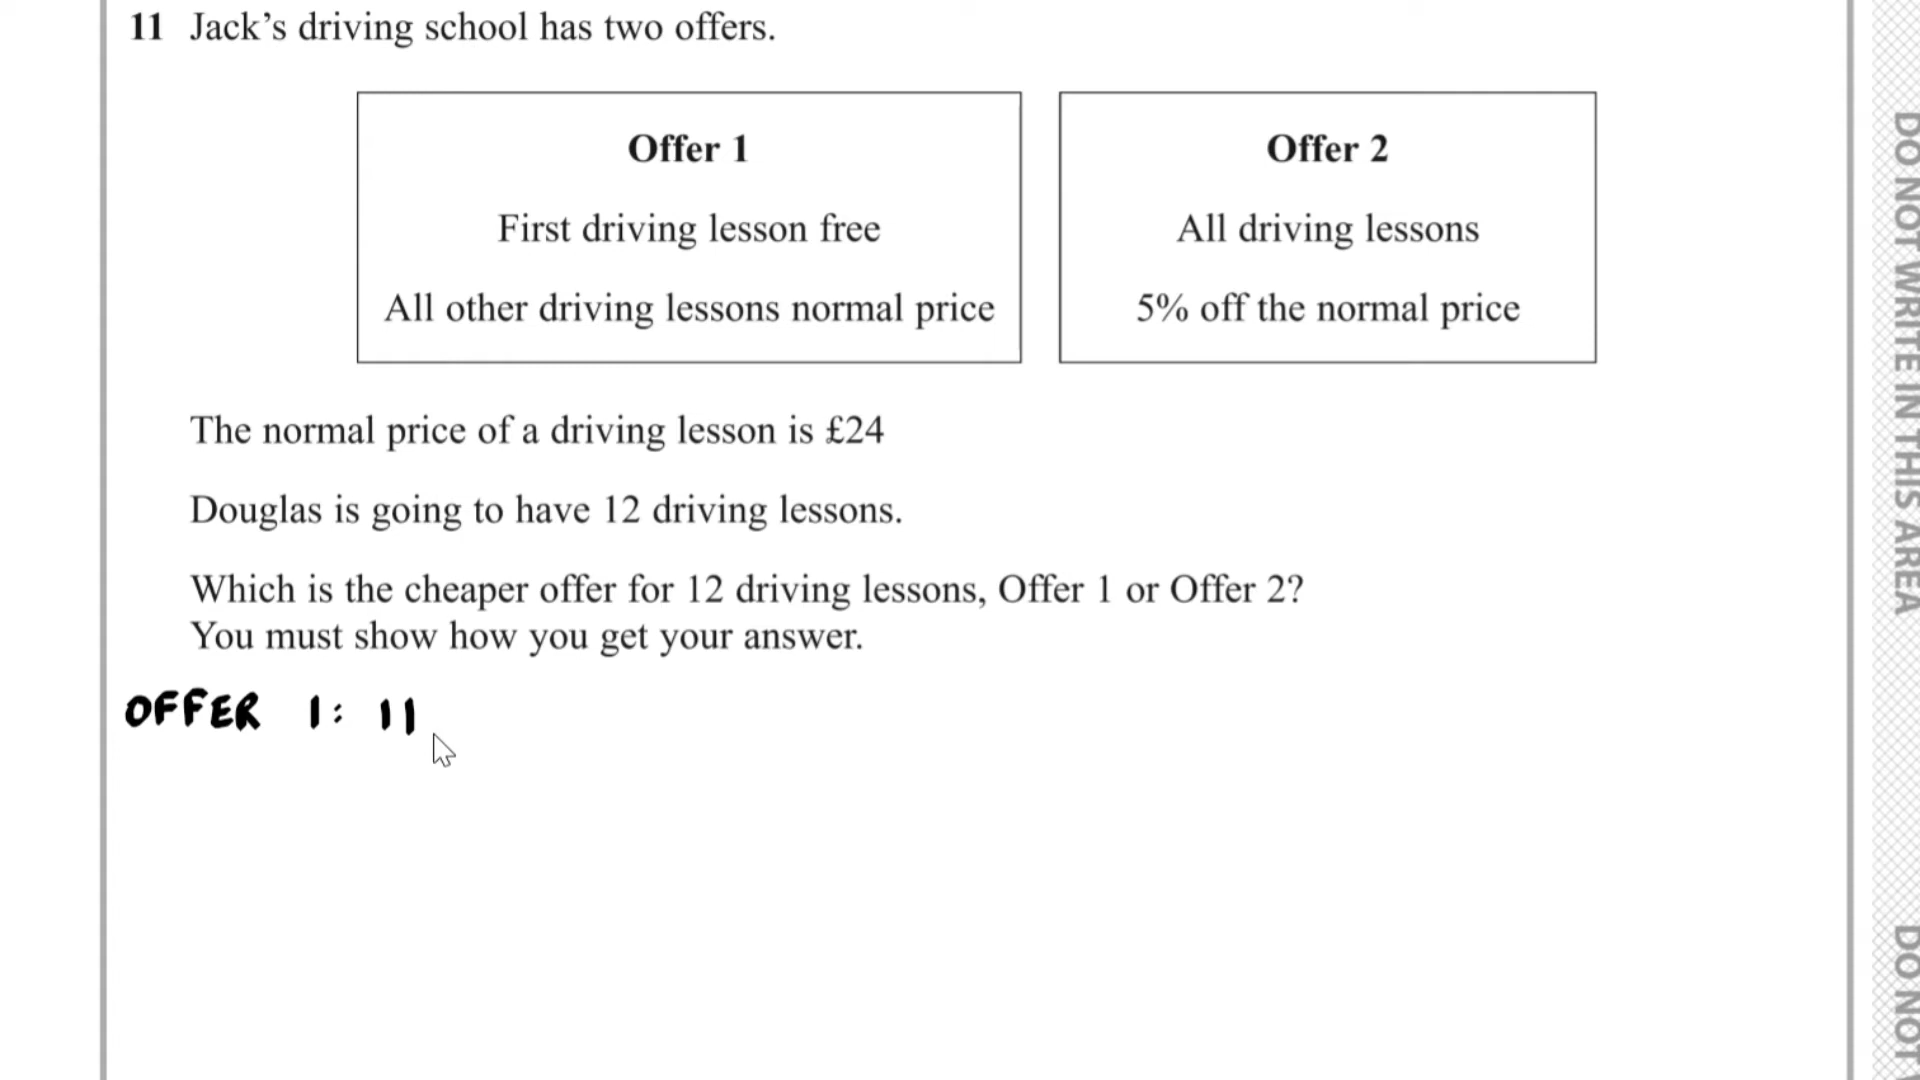 11 Jack's driving school has two offers.
Offer 1
First driving lesson free
All other driving lessons normal price
Offer 2
All driving lessons
5% off the normal price
The normal price of a driving lesson is £24
Douglas is going to have 12 driving lessons.
Which is the cheaper offer for 12 driving lessons, Offer 1 or Offer 2?
You must show how you get your answer.
OFFER 1: 11
DO NOT WRITE IN THIS AREA
DO NOT